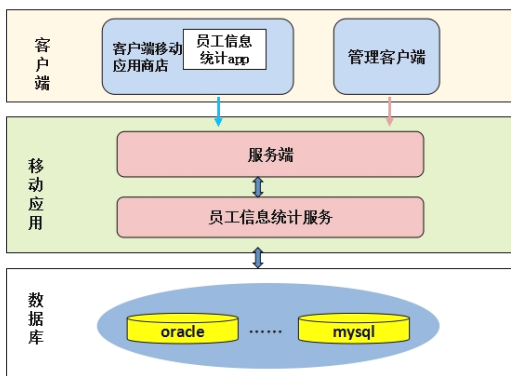 客户端
客户端移动
应用商店
员工信息
统计app
管理客户端
移动应用
服务端
员工信息统计服务
数据库
oracle
……
mysql